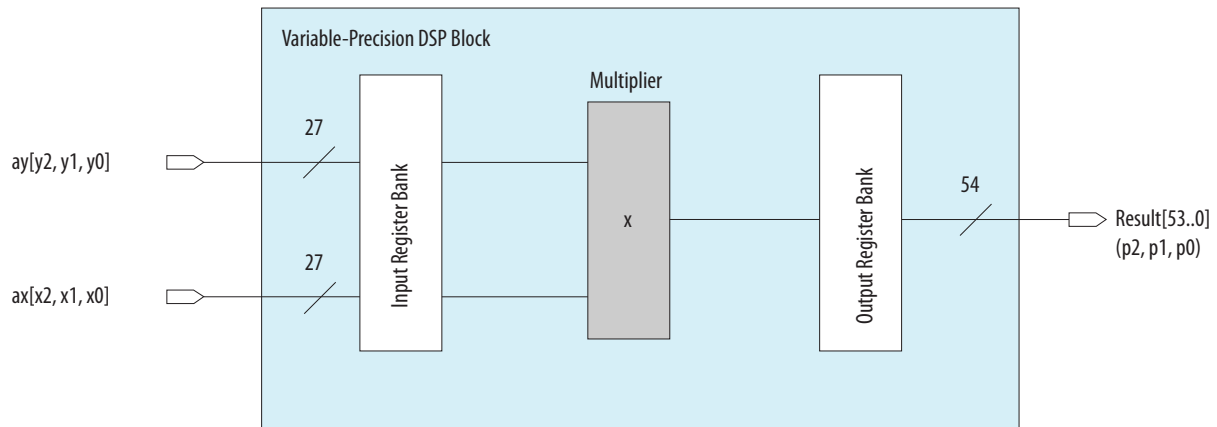 Variable-Precision DSP Block
Multiplier
27
ay[y2, y1, y0]
Input Register Bank
x
Output Register Bank
54
Result[53..0]
(p2, p1, p0)
27
ax[x2, x1, x0]